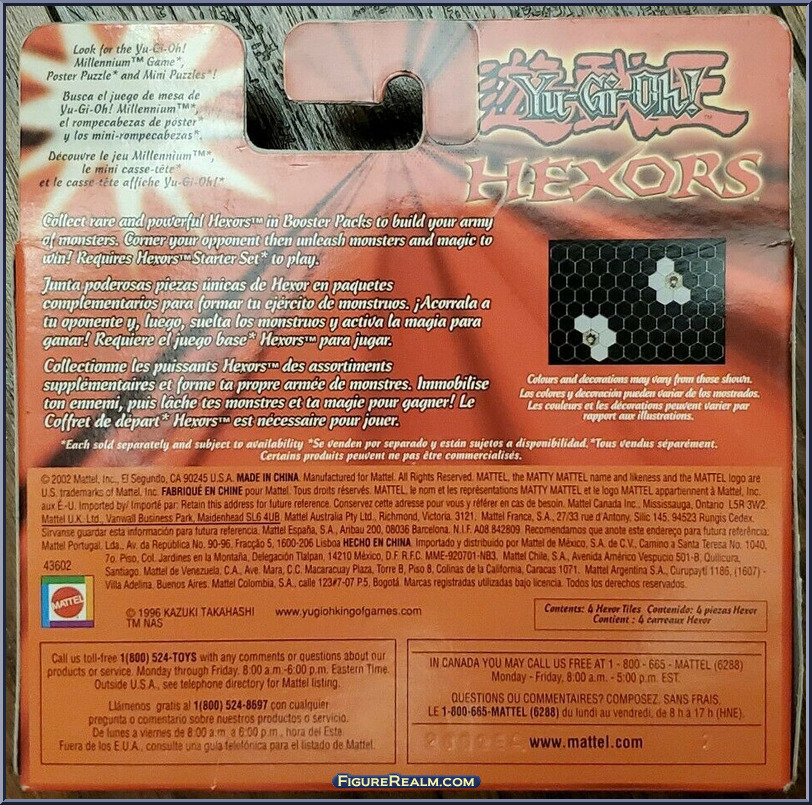 Look for the Yu-Gi-Oh!
Millennium™ Game*,
Poster Puzzle* and Mini Puzzles*!
Busca el juego de mesa de
Yu-Gi-Oh! Millennium™*,
el rompecabezas de póster*
y los mini-rompecabezas*.
Découvre le jeu Millennium™*,
le mini casse-tête*
et le casse-tête affiche Yu-Gi-Oh!*
遊戯王
Yu-Gi-Oh!
™
HEXORS™
Collect rare and powerful Hexors™ in Booster Packs to build your army
of monsters. Corner your opponent then unleash monsters and magic to
win! Requires Hexors™ Starter Set* to play.
Junta poderosas piezas únicas de Hexor en paquetes
complementarios para formar tu ejército de monstruos. ¡Acorrala a
tu oponente y, luego, suelta los monstruos y activa la magia para
ganar! Requiere el juego base* Hexors™ para jugar.
Collectionne les puissants Hexors™ des assortiments
supplémentaires et forme ta propre armée de monstres. Immobilise
ton ennemi, puis lâche tes monstres et ta magie pour gagner! Le
Coffret de départ* Hexors™ est nécessaire pour jouer.
Colours and decorations may vary from those shown.
Los colores y decoración pueden variar de los mostrados.
Les couleurs et les décorations peuvent varier par
rapport aux illustrations.
*Each sold separately and subject to availability *Se venden por separado y están sujetos a disponibilidad. *Tous vendus séparément.
Certains produits peuvent ne pas être commercialisés.
© 2002 Mattel, Inc., El Segundo, CA 90245 U.S.A. MADE IN CHINA. Manufactured for Mattel. All Rights Reserved. MATTEL, the MATTY MATTEL name and likeness and the MATTEL logo are
U.S. trademarks of Mattel, Inc. FABRIQUÉ EN CHINE pour Mattel. Tous droits réservés. MATTEL, le nom et les représentations MATTY MATTEL et le logo MATTEL appartiennent à Mattel, Inc.
aux É.-U. Imported by/ Importé par: Retain this address for future reference. Conservez cette adresse pour vous y référer en cas de besoin. Mattel Canada Inc., Mississauga, Ontario L5R 3W2.
Mattel U.K. Ltd., Vanwall Business Park, Maidenhead SL6 4UB. Mattel Australia Pty Ltd., Richmond, Victoria. 3121. Mattel France, S.A., 27/33 rue d'Antony, Silic 145, 94523 Rungis Cedex.
Sírvanse guardar esta información para futura referencia. Mattel España, S.A., Aribau 200, 08036 Barcelona. N.I.F. A08 842809. Recomendamos que anote este endereço para futura referência:
Mattel Portugal, Lda., Av. da República No, 90-96, Fracção 5, 1600-206 Lisboa HECHO EN CHINA. Importado y distribuido por Mattel de México, S.A. de C.V., Camino a Santa Teresa No. 1040,
7o. Piso, Col. Jardines en la Montaña, Delegación Tlalpan, 14210 México, D.F. R.F.C. MME-920701-NB3. Mattel Chile, S.A., Avenida Américo Vespucio 501-B, Quilicura,
43602
Santiago. Mattel de Venezuela, C.A., Ave. Mara, C.C. Macaracuay Plaza, Torre B, Piso 8, Colinas de la California, Caracas 1071. Mattel Argentina S.A., Curupaytí 1186, (1607) -
Villa Adelina, Buenos Aires. Mattel Colombia, S.A., calle 123#7-07 P.5, Bogotá. Marcas registradas utilizadas bajo licencia. Todos los derechos reservados.
MATTEL
© 1996 KAZUKI TAKAHASHI
TM NAS
www.yugiohkingofgames.com
Contents: 4 Hexor Tiles Contenido: 4 piezas Hexor
Contient : 4 carreaux Hexor
Call us toll-free 1(800) 524-TOYS with any comments or questions about our
products or service. Monday through Friday, 8:00 a.m.-6:00 p.m. Eastern Time.
Outside U.S.A., see telephone directory for Mattel listing.
Llámenos gratis al 1(800) 524-8697 con cualquier
pregunta o comentario sobre nuestros productos o servicio.
De lunes a viernes de 8:00 a.m. a 6:00 p.m., hora del Este.
Fuera de los E.U.A., consulte una guía telefónica para el listado de Mattel.
IN CANADA YOU MAY CALL US FREE AT 1 - 800 - 665 - MATTEL (6288)
Monday - Friday, 8:00 a.m. - 5:00 p.m. EST.
QUESTIONS OU COMMENTAIRES? COMPOSEZ, SANS FRAIS,
LE 1-800-665-MATTEL (6288) du lundi au vendredi, de 8 h à 17 h (HNE).
www.mattel.com
FIGUREREALM.COM